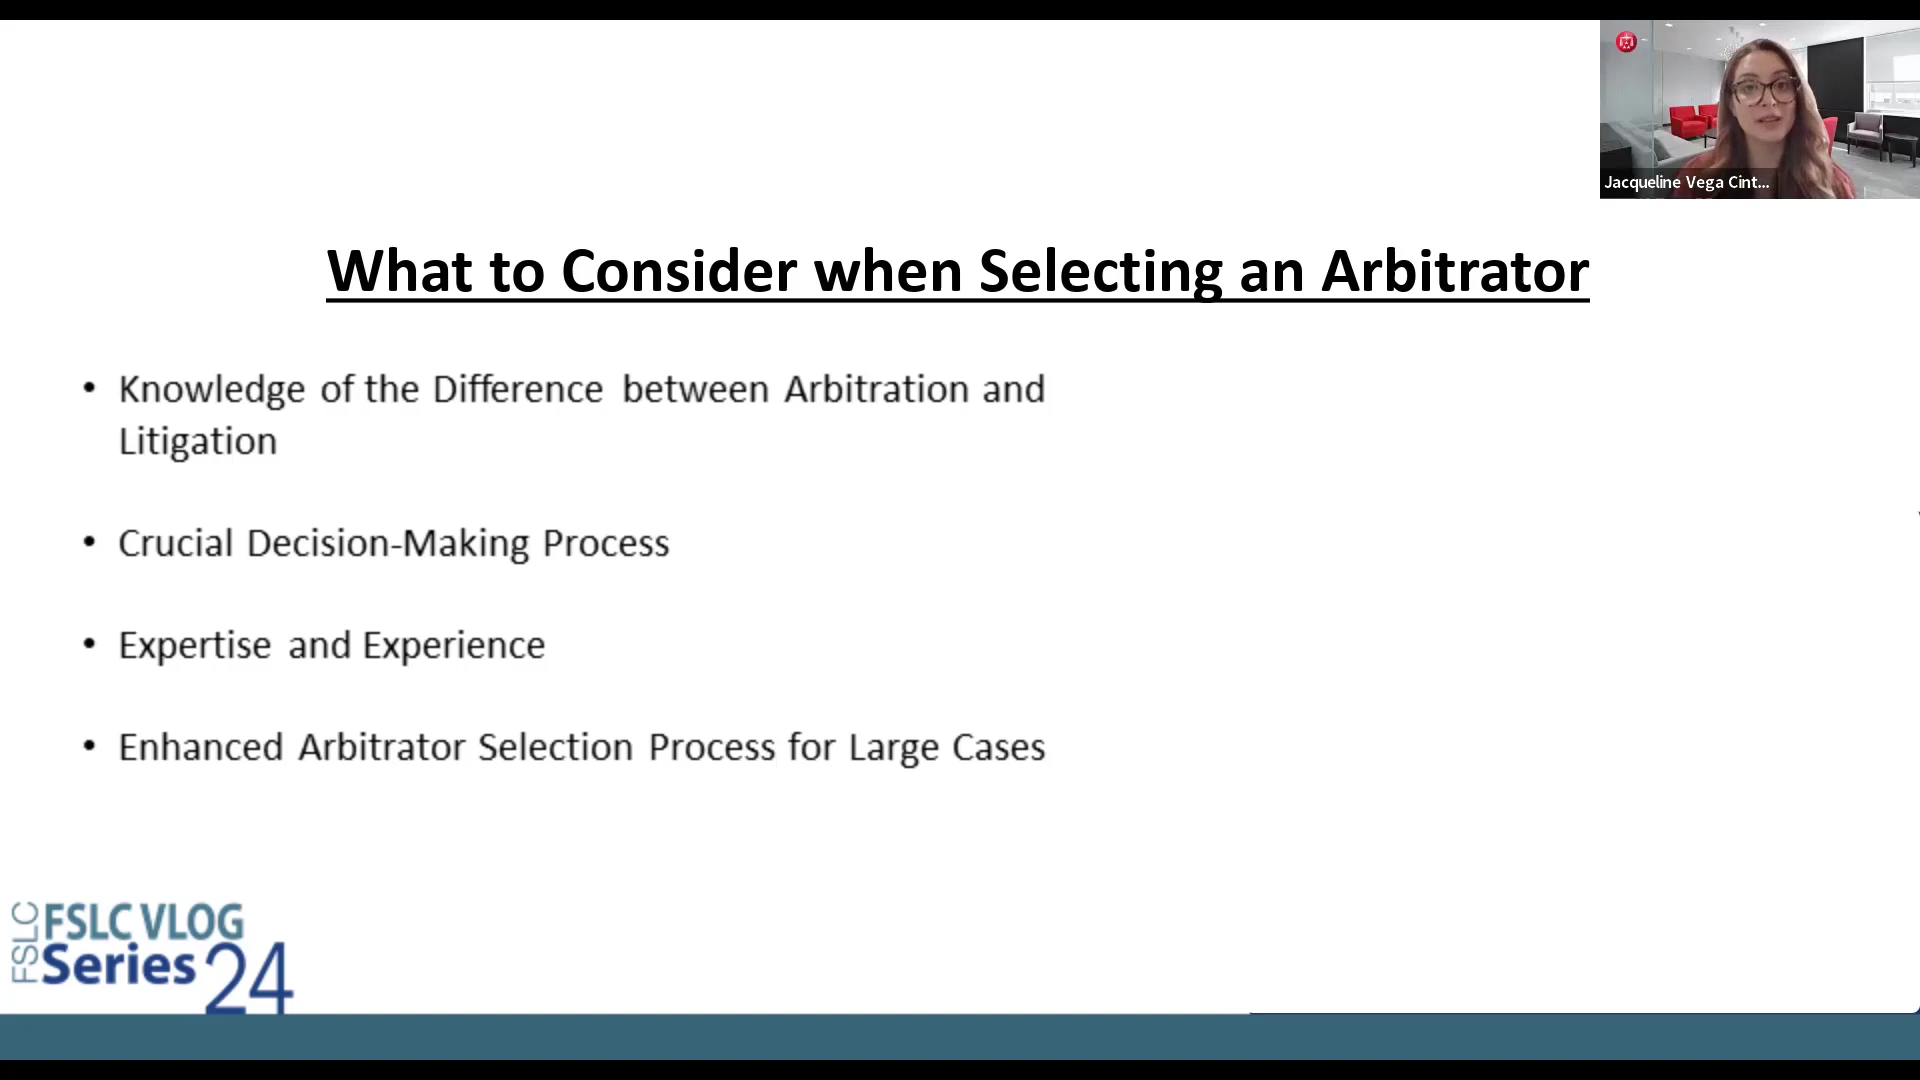 Jacqueline Vega Cint...
What to Consider when Selecting an Arbitrator
• Knowledge of the Difference between Arbitration and
Litigation
• Crucial Decision-Making Process
• Expertise and Experience
• Enhanced Arbitrator Selection Process for Large Cases
FSLC
FSLC VLOG
Series 24